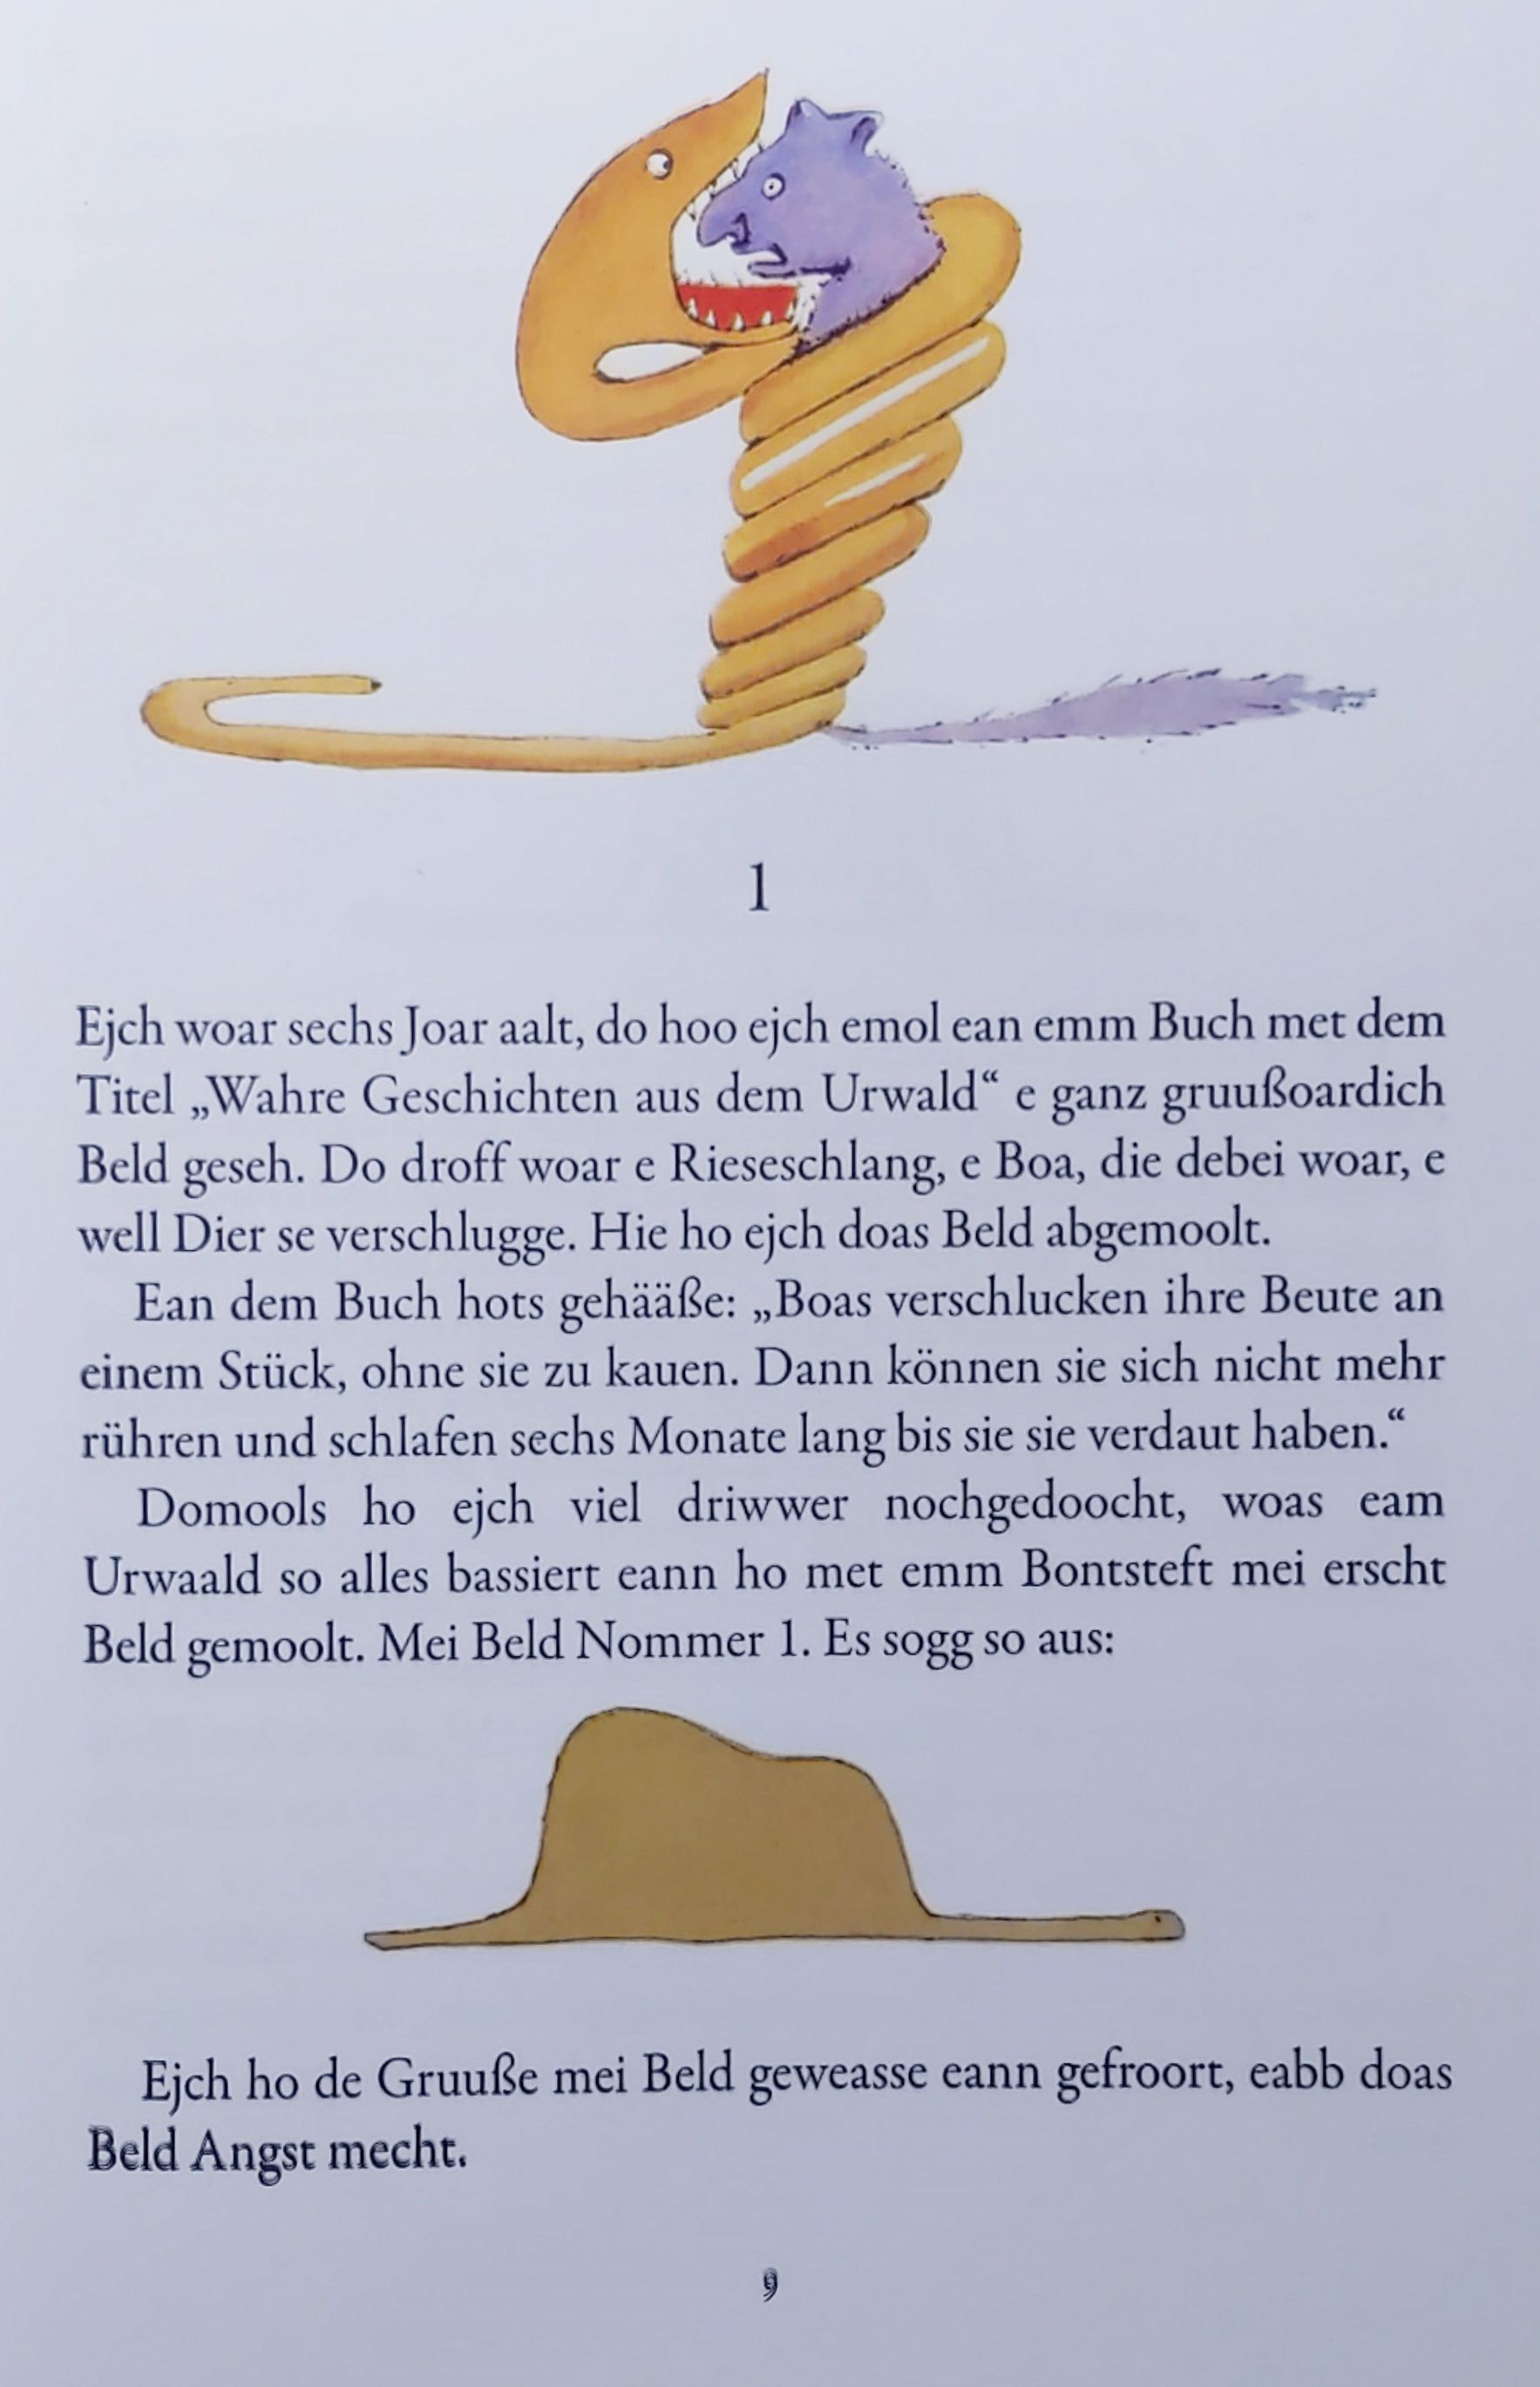 1
Ejch woar sechs Joar aalt, do hoo ejch emol ean emm Buch met dem
Titel „Wahre Geschichten aus dem Urwald“ e ganz gruußoardich
Beld geseh. Do droff woar e Rieseschlang, e Boa, die debei woar, e
well Dier se verschlugge. Hie ho ejch doas Beld abgemoolt.
Ean dem Buch hots gehääße: „Boas verschlucken ihre Beute an
einem Stück, ohne sie zu kauen. Dann können sie sich nicht mehr
rühren und schlafen sechs Monate lang bis sie sie verdaut haben.“
Domools ho ejch viel driwwer nochgedoocht, woas eam
Urwaald so alles bassiert eann ho met emm Bontsteft mei erscht
Beld gemoolt. Mei Beld Nommer 1. Es sogg so aus:
Ejch ho de Gruuße mei Beld geweasse eann gefroort, eabb doas
Beld Angst mecht.
9